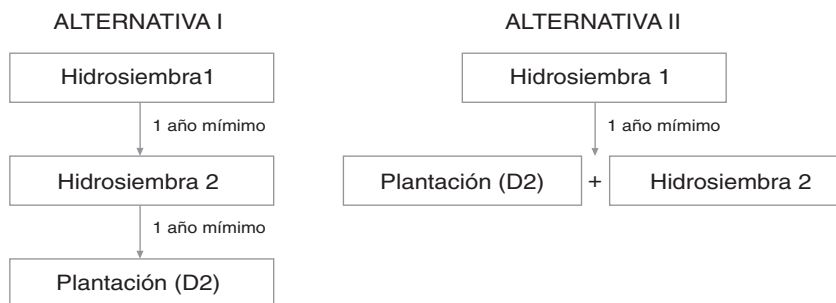 ALTERNATIVA I
Hidrosiembra1
1 año mímimo
Hidrosiembra 2
1 año mímimo
Plantación (D2)
ALTERNATIVA II
Hidrosiembra 1
1 año mímimo
Plantación (D2) + Hidrosiembra 2